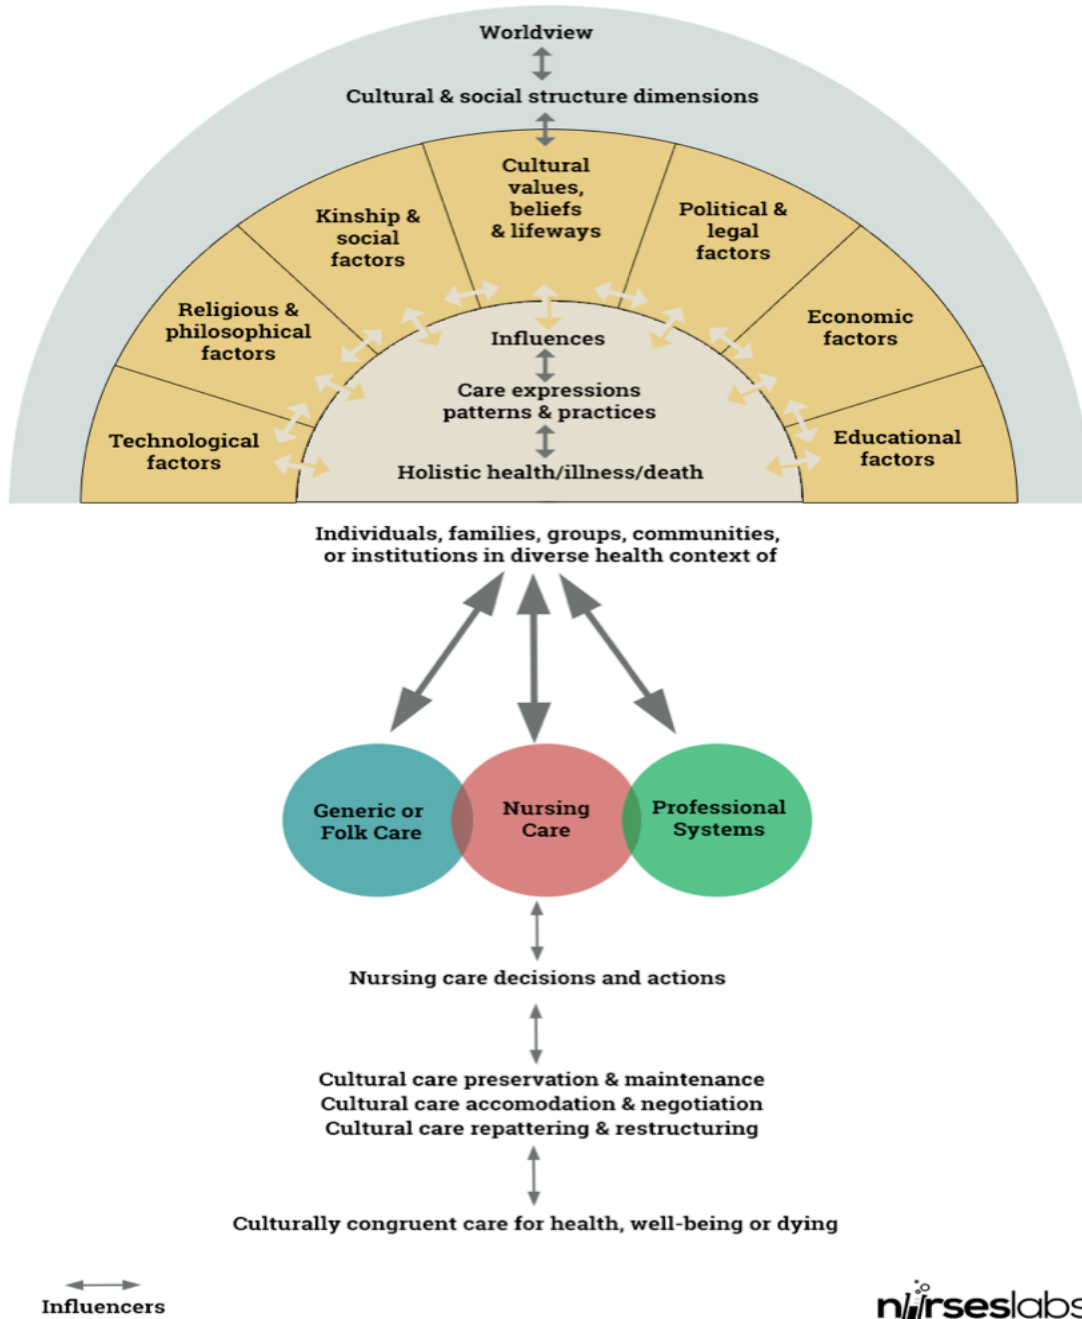 Worldview
Cultural & social structure dimensions
Cultural
values,
beliefs
& lifeways
Kinship &
social
factors
Political &
legal
factors
Religious &
philosophical
factors
Economic
factors
Technological
factors
Educational
factors
Influences
Care expressions
patterns & practices
Holistic health/illness/death
Individuals, families, groups, communities,
or institutions in diverse health context of
Generic or
Folk Care
Nursing
Care
Professional
Systems
Nursing care decisions and actions
Cultural care preservation & maintenance
Cultural care accomodation & negotiation
Cultural care repattering & restructuring
Culturally congruent care for health, well-being or dying
Influencers
nurseslabs